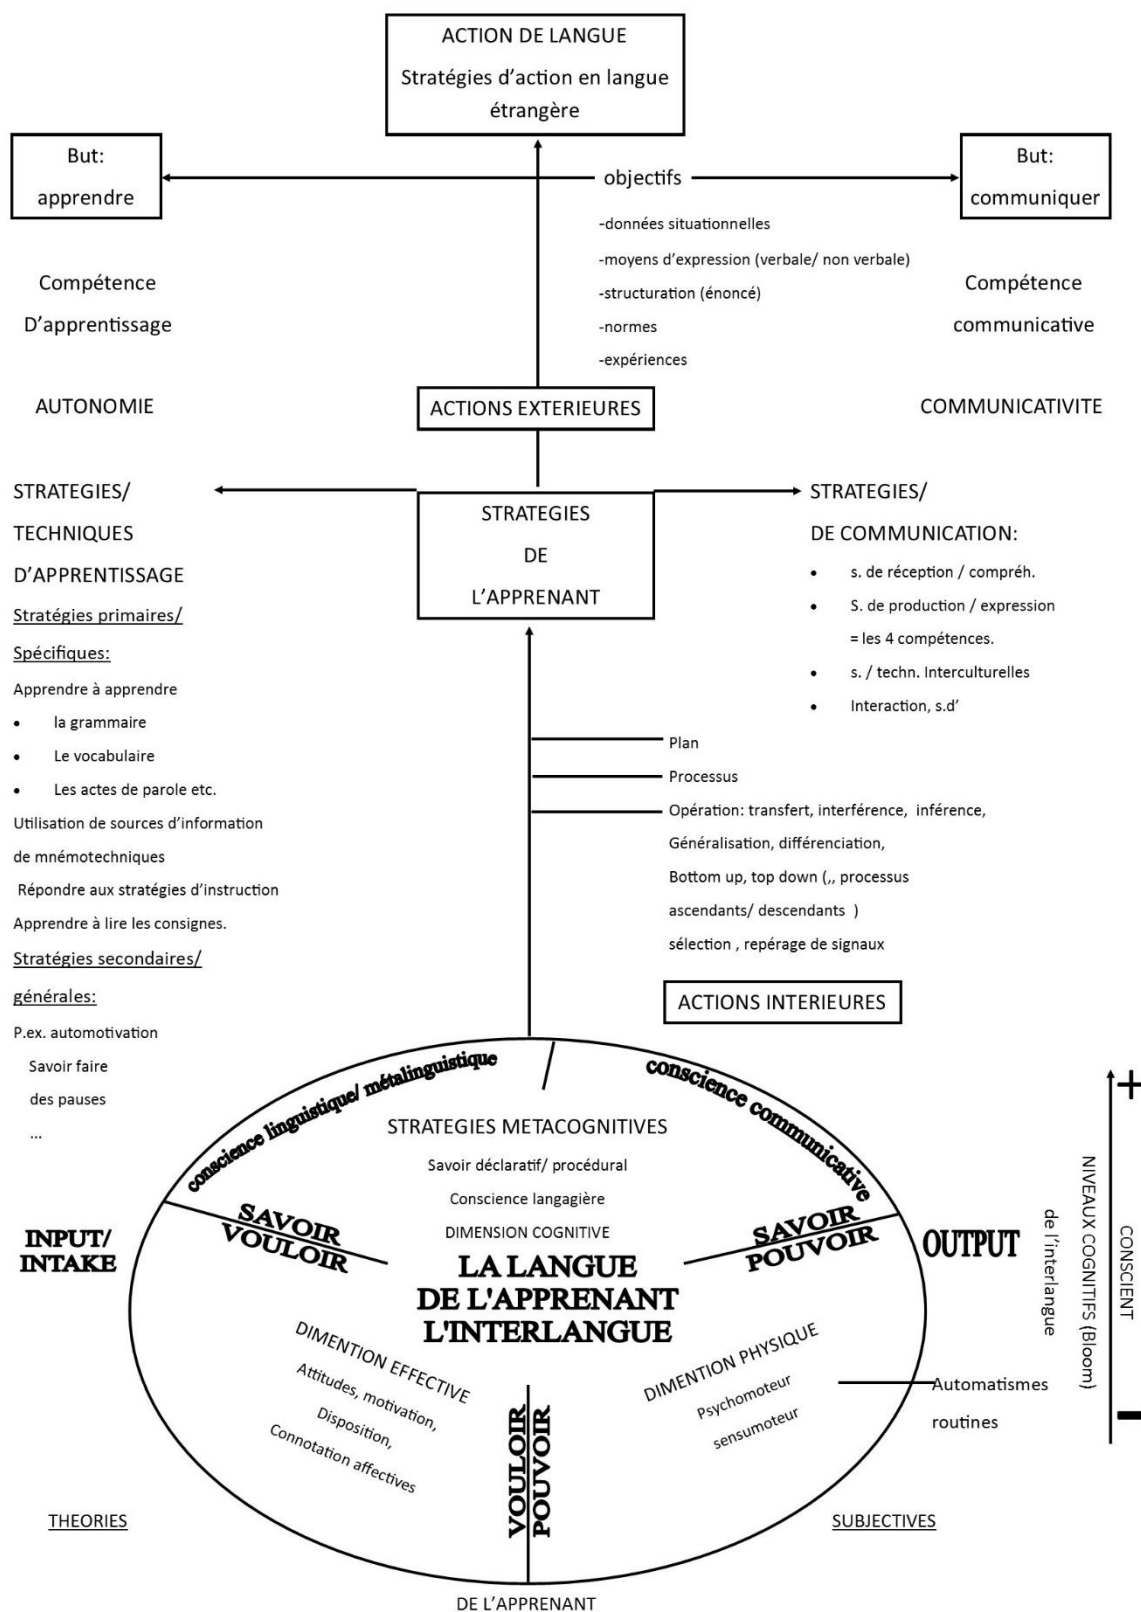 ACTION DE LANGUE
Stratégies d'action en langue
étrangère
But:
apprendre
objectifs
But:
communiquer
-données situationnelles
-moyens d'expression (verbale/ non verbale)
-structuration (énoncé)
-normes
-expériences
Compétence
D'apprentissage
Compétence
communicative
AUTONOMIE
ACTIONS EXTERIEURES
COMMUNICATIVITE
STRATEGIES/
TECHNIQUES
D'APPRENTISSAGE
Stratégies primaires/
Spécifiques:
Apprendre à apprendre
• la grammaire
• Le vocabulaire
• Les actes de parole etc.
Utilisation de sources d'information
de mnémotechniques
Répondre aux stratégies d'instruction
Apprendre à lire les consignes.
Stratégies secondaires/
générales:
P.ex. automotivation
Savoir faire
des pauses
...
STRATEGIES
DE
L'APPRENANT
STRATEGIES/
DE COMMUNICATION:
• s. de réception / compréh.
• S. de production / expression
= les 4 compétences.
• s. / techn. Interculturelles
• Interaction, s.d'
Plan
Processus
Opération: transfert, interférence, inférence,
Généralisation, différenciation,
Bottom up, top down (,, processus
ascendants/ descendants )
sélection , repérage de signaux
ACTIONS INTERIEURES
conscience linguistique/ métalinguistique
conscience communicative
STRATEGIES METACOGNITIVES
Savoir déclaratif/ procédural
Conscience langagière
DIMENSION COGNITIVE
SAVOIR
VOULOIR
SAVOIR
POUVOIR
INPUT/
INTAKE
OUTPUT
LA LANGUE
DE L'APPRENANT
L'INTERLANGUE
DIMENTION EFFECTIVE
Attitudes, motivation,
Disposition,
Connotation affectives
DIMENTION PHYSIQUE
Psychomoteur
sensumoteur
Automatismes
routines
VOULOIR
POUVOIR
+
CONSCIENT
NIVEAUX COGNITIFS (Bloom)
de l'interlangue
-
THEORIES
SUBJECTIVES
DE L'APPRENANT